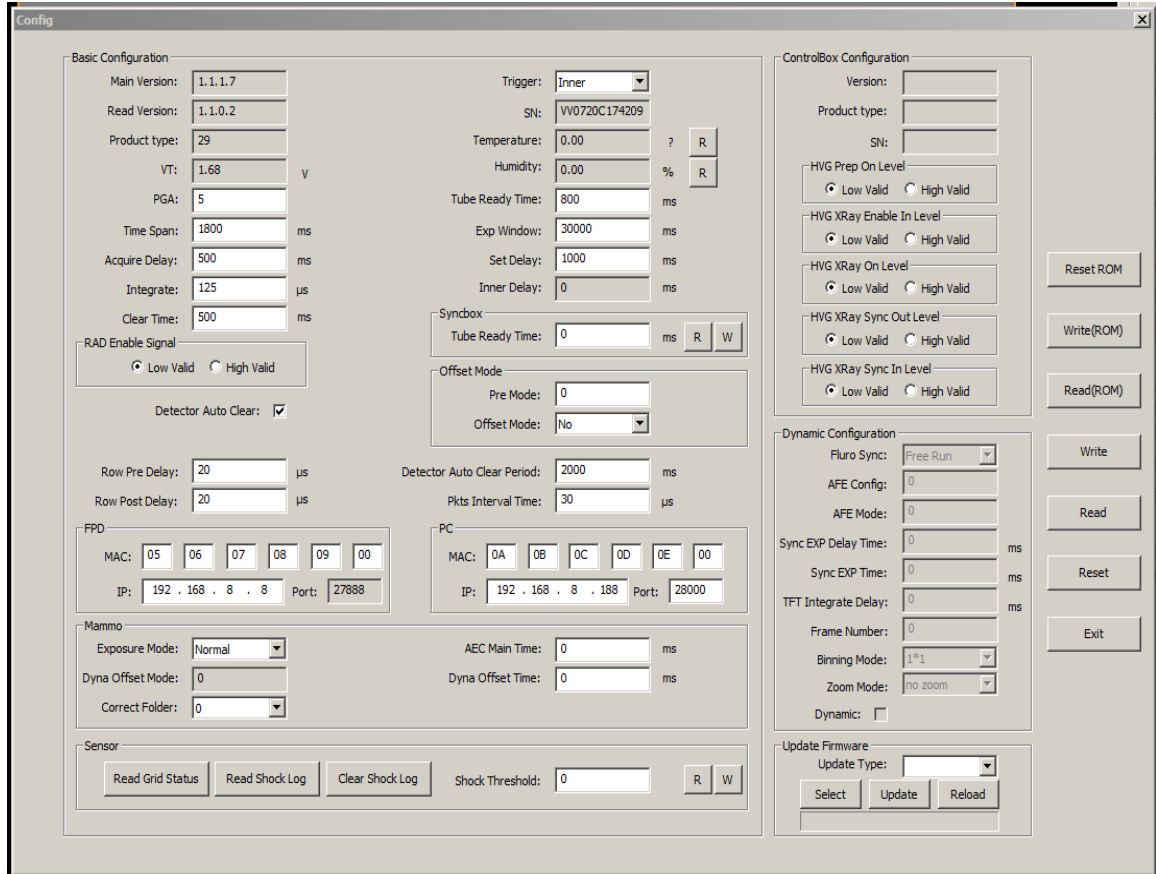 Config
Basic Configuration
Main Version: 1.1.1.7
Trigger: Inner
Read Version: 1.1.0.2
SN: VV0720C174209
Product type: 29
Temperature: 0.00 ? R
VT: 1.68 V
Humidity: 0.00 % R
PGA: 5
Tube Ready Time: 800 ms
Time Span: 1800 ms
Exp Window: 30000 ms
Acquire Delay: 500 ms
Set Delay: 1000 ms
Integrate: 125 µs
Inner Delay: 0 ms
Clear Time: 500 ms
Syncbox
Tube Ready Time: 0 ms R W
RAD Enable Signal
Low Valid High Valid
Offset Mode
Pre Mode: 0
Detector Auto Clear:
Offset Mode: No
Row Pre Delay: 20 µs
Detector Auto Clear Period: 2000 ms
Row Post Delay: 20 µs
Pkts Interval Time: 30 µs
FPD
MAC: 05 06 07 08 09 00
IP: 192 . 168 . 8 . 8 Port: 27888
PC
MAC: 0A 0B 0C 0D 0E 00
IP: 192 . 168 . 8 . 188 Port: 28000
Mammo
Exposure Mode: Normal
AEC Main Time: 0 ms
Dyna Offset Mode: 0
Dyna Offset Time: 0 ms
Correct Folder: 0
Sensor
Read Grid Status Read Shock Log Clear Shock Log Shock Threshold: 0 R W
ControlBox Configuration
Version:
Product type:
SN:
HVG Prep On Level
Low Valid High Valid
HVG XRay Enable In Level
Low Valid High Valid
HVG XRay On Level
Low Valid High Valid
HVG XRay Sync Out Level
Low Valid High Valid
HVG XRay Sync In Level
Low Valid High Valid
Dynamic Configuration
Fluro Sync: Free Run
AFE Config: 0
AFE Mode: 0
Sync EXP Delay Time: 0 ms
Sync EXP Time: 0 ms
TFT Integrate Delay: 0 ms
Frame Number: 0
Binning Mode: 1*1
Zoom Mode: no zoom
Dynamic:
Update Firmware
Update Type:
Select Update Reload
Reset ROM
Write(ROM)
Read(ROM)
Write
Read
Reset
Exit